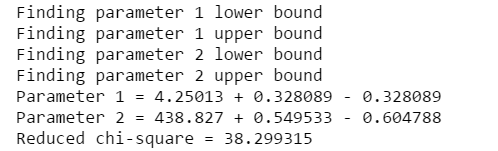 Finding parameter 1 lower bound
Finding parameter 1 upper bound
Finding parameter 2 lower bound
Finding parameter 2 upper bound
Parameter 1 = 4.25013 + 0.328089 - 0.328089
Parameter 2 = 438.827 + 0.549533 - 0.604788
Reduced chi-square = 38.299315